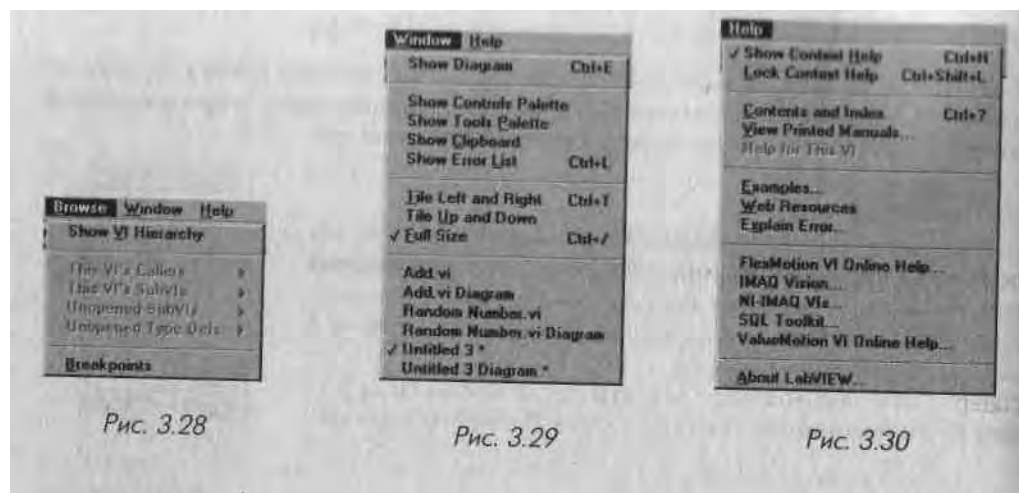 Browse Window Help
Show VI Hierarchy
This VI's Callers
This VI's SubVIs
Unopened SubVIs
Unopened Type Defs
Breakpoints
Рис. 3.28
Window Help
Show Diagram Ctrl+E
Show Controls Palette
Show Tools Palette
Show Clipboard
Show Error List Ctrl+L
Tile Left and Right Ctrl+T
Tile Up and Down
✓ Full Size Ctrl+/
Add.vi
Add.vi Diagram
Random Number.vi
Random Number.vi Diagram
✓ Untitled 3 *
Untitled 3 Diagram *
Рис. 3.29
Help
✓ Show Context Help Ctrl+H
Lock Context Help Ctrl+Shift+L
Contents and Index Ctrl+?
View Printed Manuals...
Help for This VI
Examples...
Web Resources
Explain Error...
FlexMotion VI Online Help...
IMAQ Vision...
NI-IMAQ VIs...
SQL Toolkit...
ValueMotion VI Online Help...
About LabVIEW...
Рис. 3.30